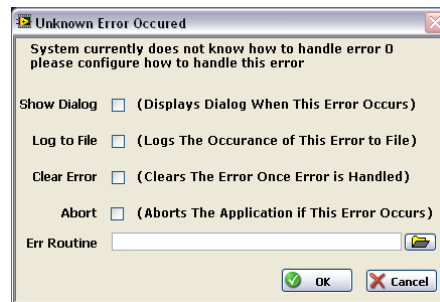 Unknown Error Occured
System currently does not know how to handle error 0
please configure how to handle this error
Show Dialog (Displays Dialog When This Error Occurs)
Log to File (Logs The Occurance of This Error to File)
Clear Error (Clears The Error Once Error is Handled)
Abort (Aborts The Application if This Error Occurs)
Err Routine
OK Cancel